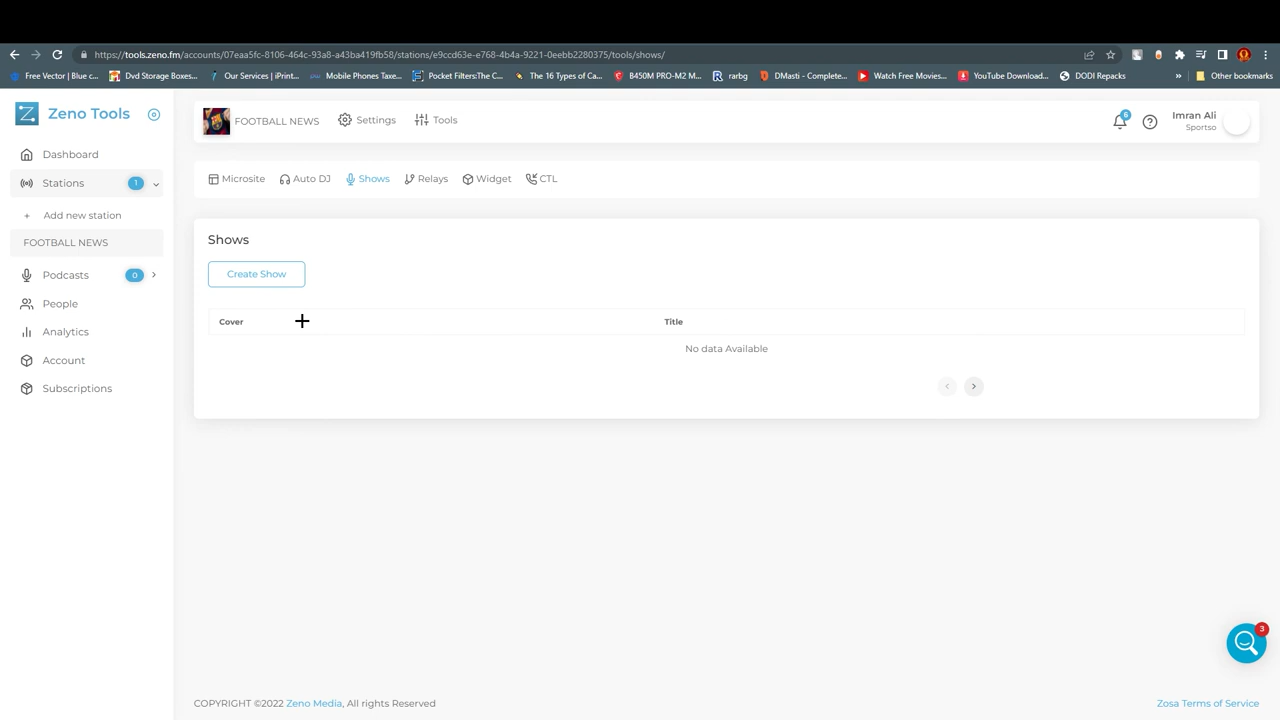 https://tools.zeno.fm/accounts/07eaa5fc-8106-464c-93a8-a43ba419fb58/stations/e9ccd63e-e768-4b4a-9221-0eebb2280375/tools/shows/
Free Vector | Blue c... Dvd Storage Boxes... Our Services | iPrint... Mobile Phones Taxe... Pocket Filters:The C... The 16 Types of Ca... B450M PRO-M2 M... rarbg DMasti - Complete... Watch Free Movies... YouTube Download... DODI Repacks » Other bookmarks
Zeno Tools
FOOTBALL NEWS Settings Tools
6
Imran Ali
Sportso
Dashboard
Stations 1
Add new station
FOOTBALL NEWS
Podcasts 0
People
Analytics
Account
Subscriptions
Microsite Auto DJ Shows Relays Widget CTL
Shows
Create Show
Cover Title
No data Available
3
COPYRIGHT ©2022 Zeno Media, All rights Reserved
Zosa Terms of Service